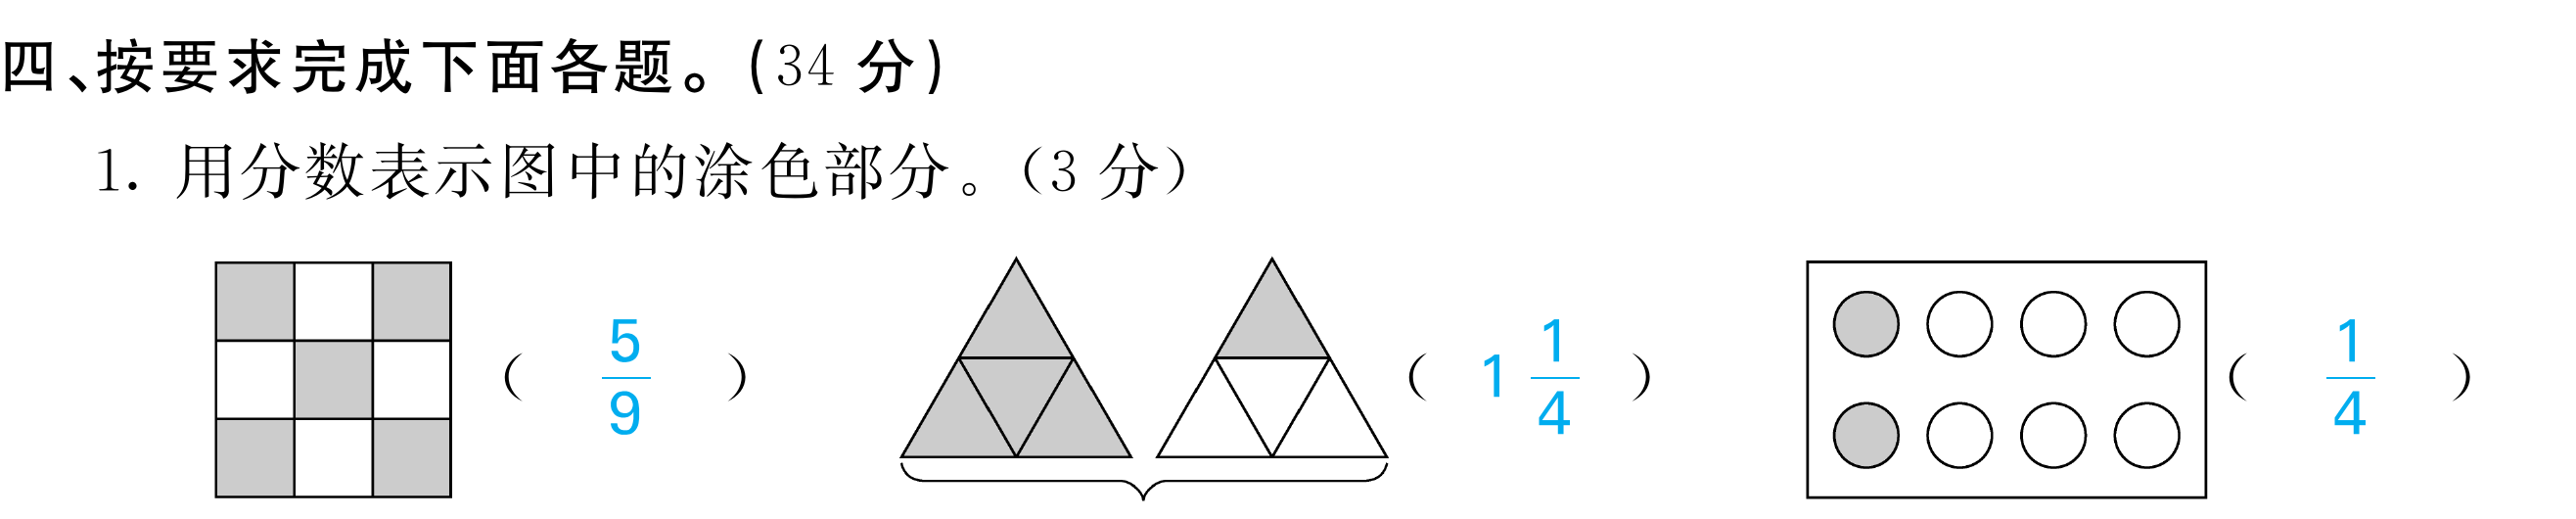 四、按要求完成下面各题。(34 分)
1. 用分数表示图中的涂色部分。（3 分）
（ 5/9 ） （ 1 1/4 ） （ 1/4 ）